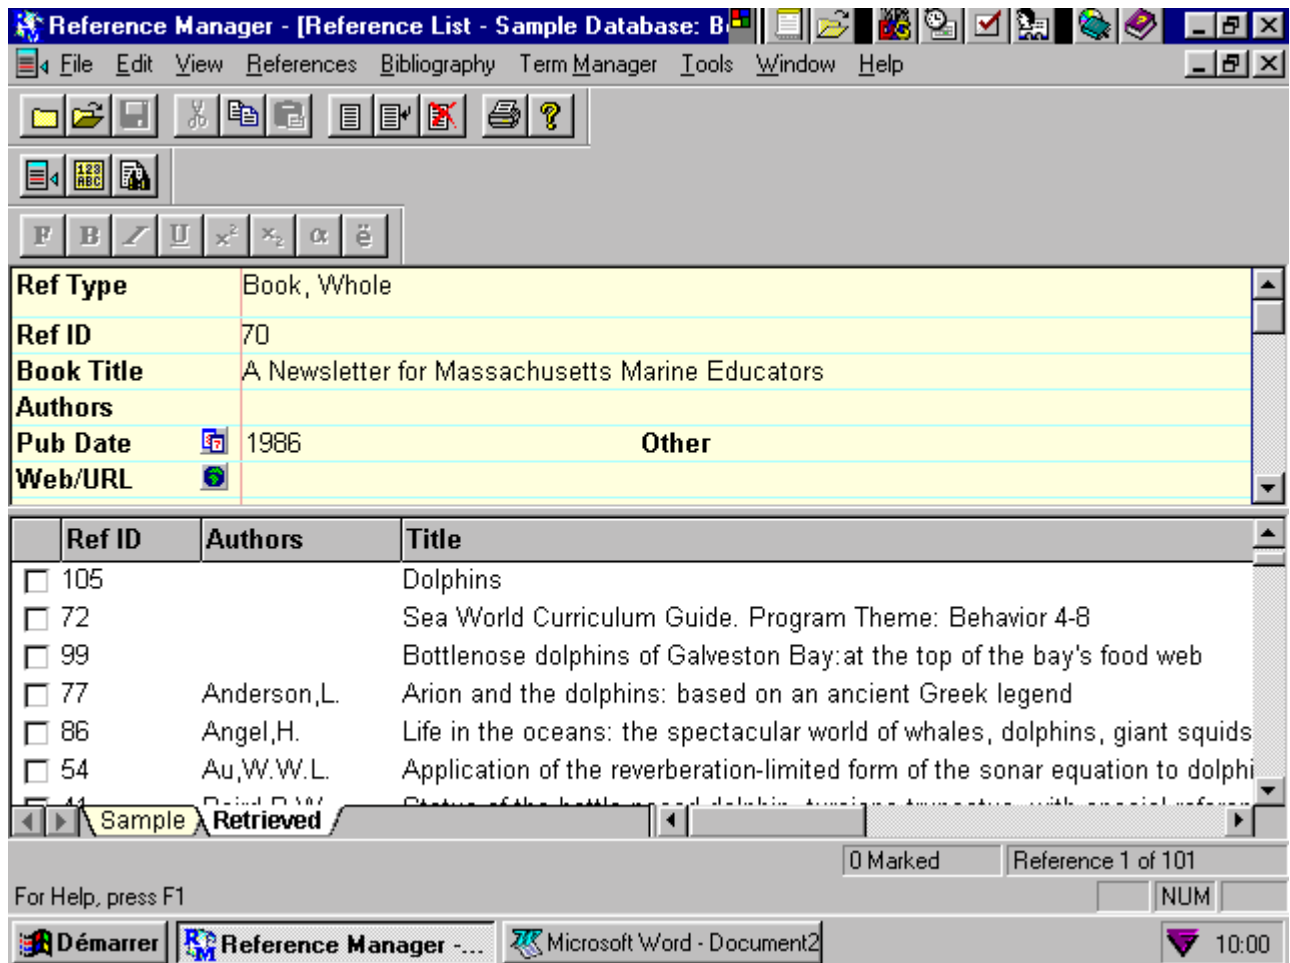 Reference Manager - [Reference List - Sample Database: B
File Edit View References Bibliography Term Manager Tools Window Help
123
ABC
F B I U x² x₂ α ë
Ref Type Book, Whole
Ref ID 70
Book Title A Newsletter for Massachusetts Marine Educators
Authors
Pub Date 1986 Other
Web/URL
Ref ID Authors Title
105 Dolphins
72 Sea World Curriculum Guide. Program Theme: Behavior 4-8
99 Bottlenose dolphins of Galveston Bay:at the top of the bay's food web
77 Anderson,L. Arion and the dolphins: based on an ancient Greek legend
86 Angel,H. Life in the oceans: the spectacular world of whales, dolphins, giant squids
54 Au,W.W.L. Application of the reverberation-limited form of the sonar equation to dolphi
Sample Retrieved
0 Marked Reference 1 of 101
For Help, press F1 NUM
Démarrer Reference Manager -... Microsoft Word - Document2 10:00